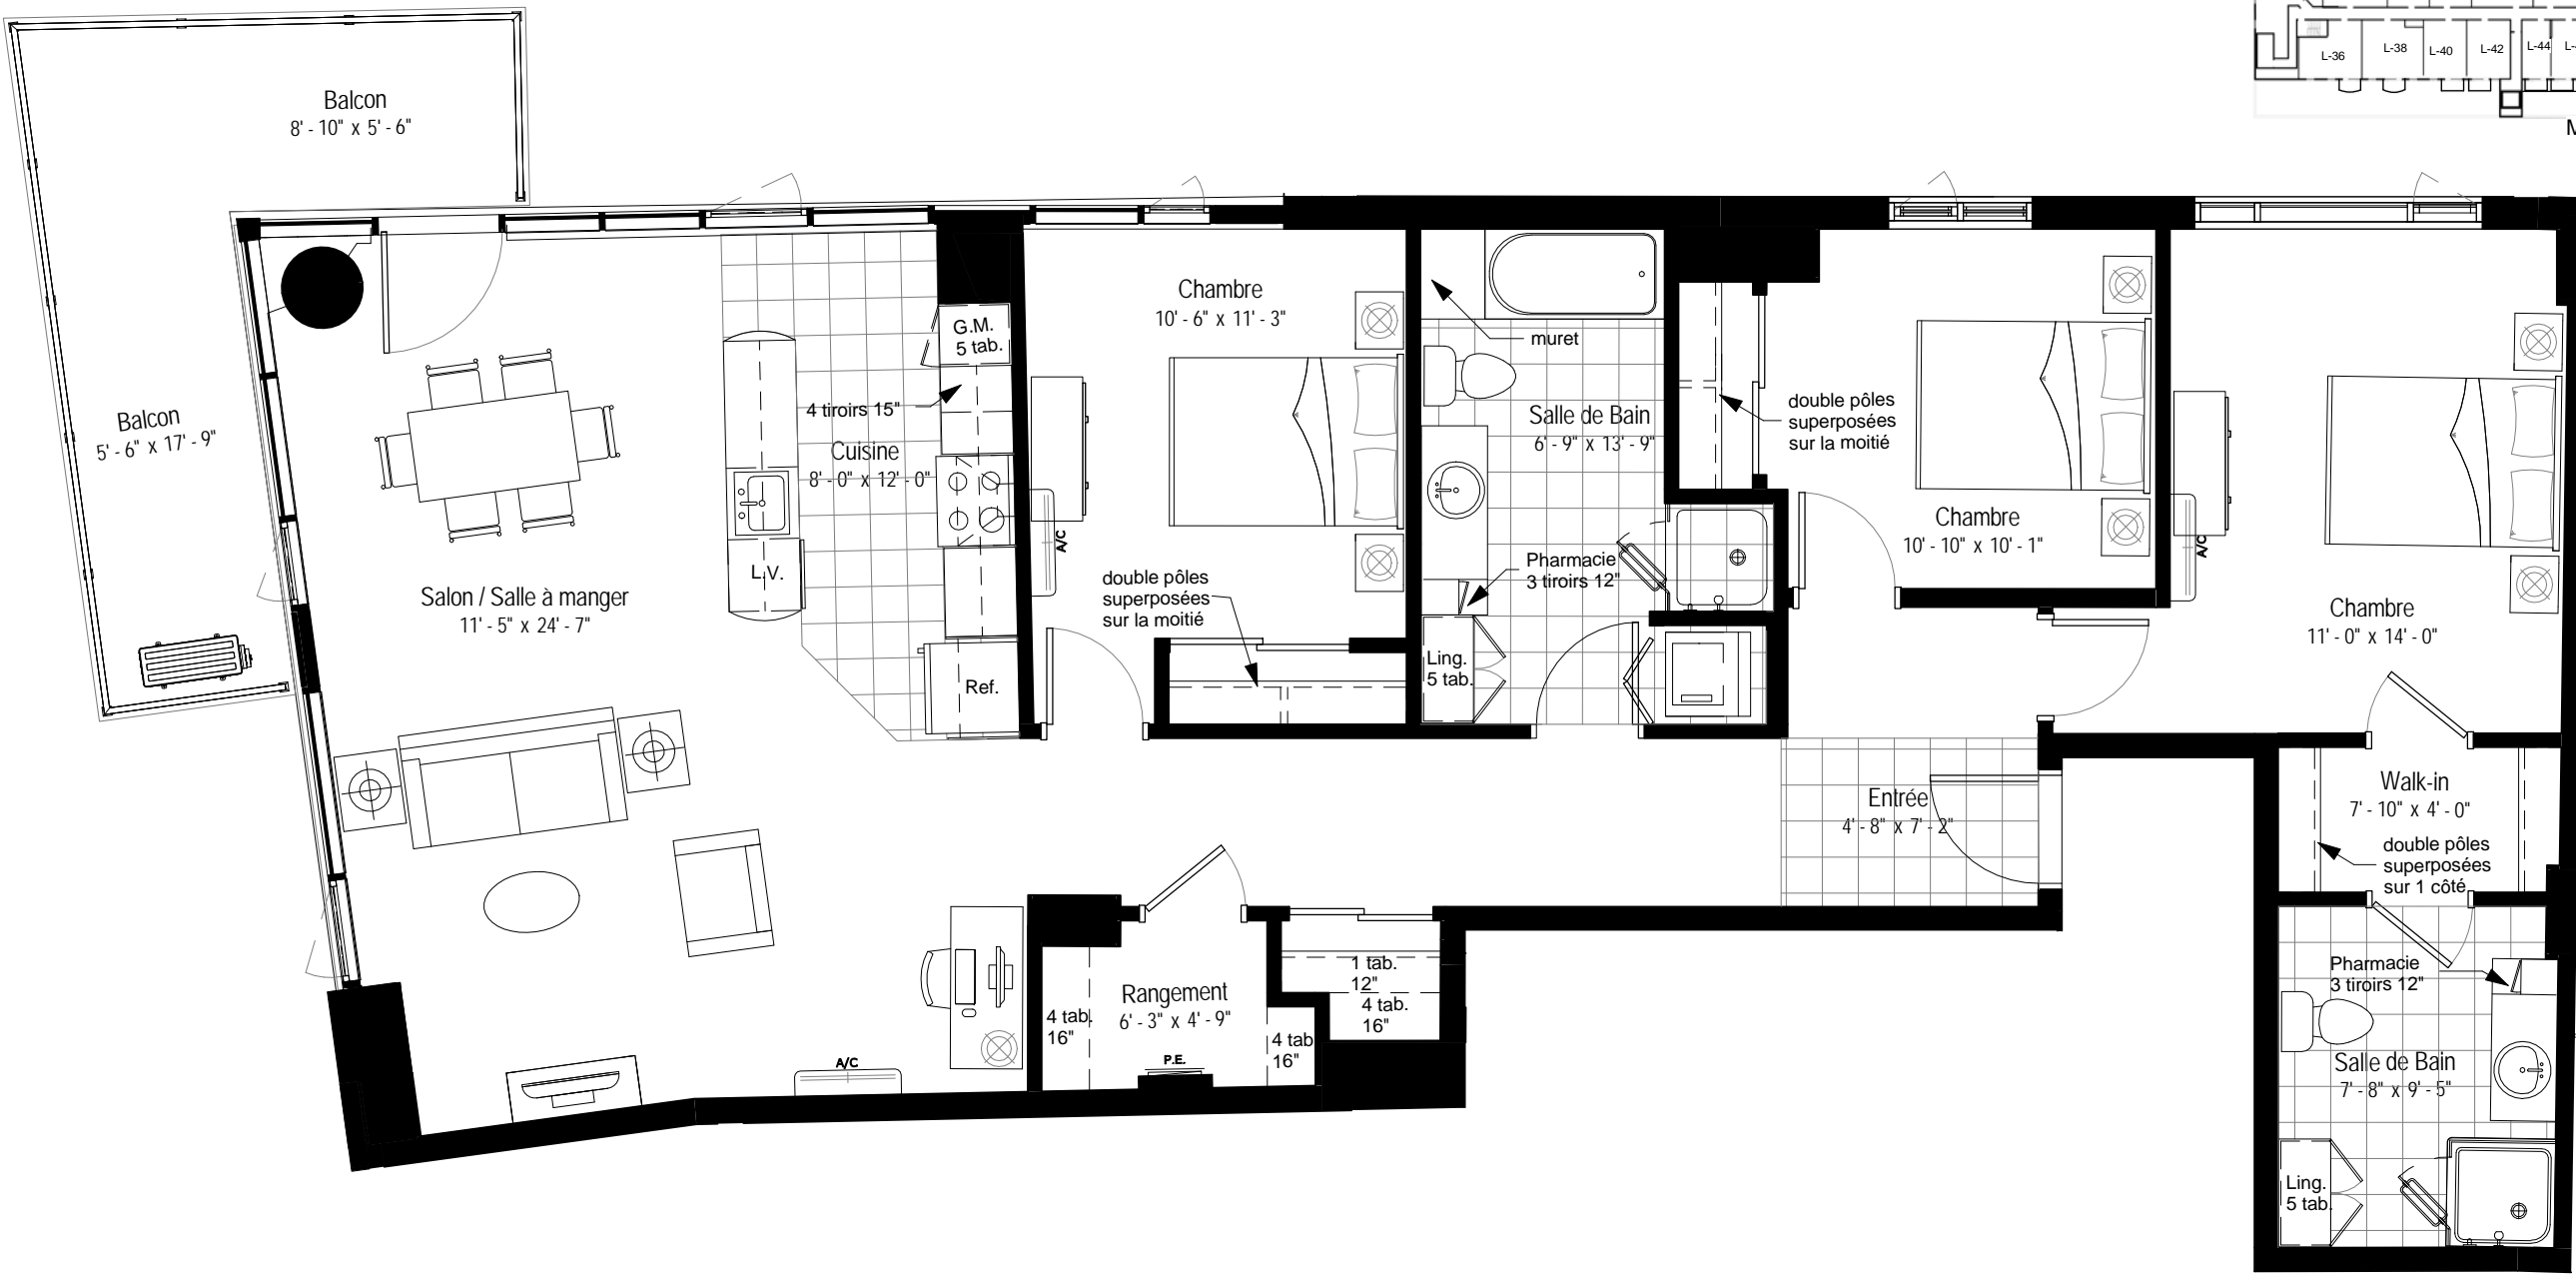 L-36
L-38
L-40
L-42
L-44
Balcon
8' - 10" x 5' - 6"
Balcon
5' - 6" x 17' - 9"
Salon / Salle à manger
11' - 5" x 24' - 7"
G.M.
5 tab.
4 tiroirs 15"
Cuisine
8' - 0" x 12' - 0"
L.V.
Ref.
A/C
Chambre
10' - 6" x 11' - 3"
A/C
double pôles
superposées
sur la moitié
muret
Salle de Bain
6' - 9" x 13' - 9"
Pharmacie
3 tiroirs 12"
Ling.
5 tab.
double pôles
superposées
sur la moitié
Chambre
10' - 10" x 10' - 1"
A/C
Chambre
11' - 0" x 14' - 0"
Entrée
4' - 8" x 7' - 2"
Walk-in
7' - 10" x 4' - 0"
double pôles
superposées
sur 1 côté
Pharmacie
3 tiroirs 12"
Salle de Bain
7' - 8" x 9' - 5"
Ling.
5 tab.
Rangement
6' - 3" x 4' - 9"
4 tab.
16"
P.E.
4 tab
16"
1 tab.
12"
4 tab.
16"